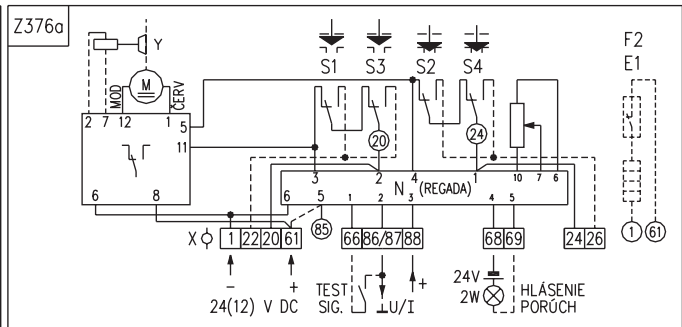 Z376a
F2
E1
S1 S3 S2 S4
Y
M
MOD
ČERV
2 7 12 1
5
11
6 8
20
24
3 2 4 1 10 7 6
N (REGADA)
6 5 1 2 3 4 5
85
X 1 22 20 61 66 86/87 88 68 69 24 26
1 61
− +
24(12) V DC
TEST
SIG.
U/I
+
24V
2W
HLÁSENIE
PORÚCH